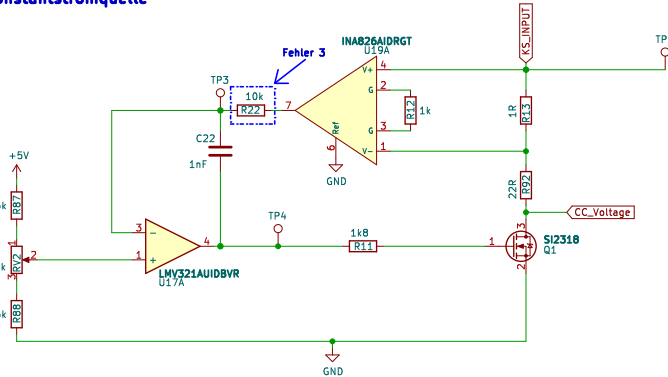 KS_INPUT
INA826AIDRGT
U19A
Fehler 3
TP
TP3
10k
R22
7
V+
4
2
G
R12
1k
1R
R13
G
3
Ref
V-
1
6
GND
C22
1nF
+5V
22R
R92
R87
CC_Voltage
TP4
3
−
4
1
+
1k8
R11
3
1
2
SI2318
Q1
1
RV2
2
3
LMV321AUIDBVR
U17A
R88
GND